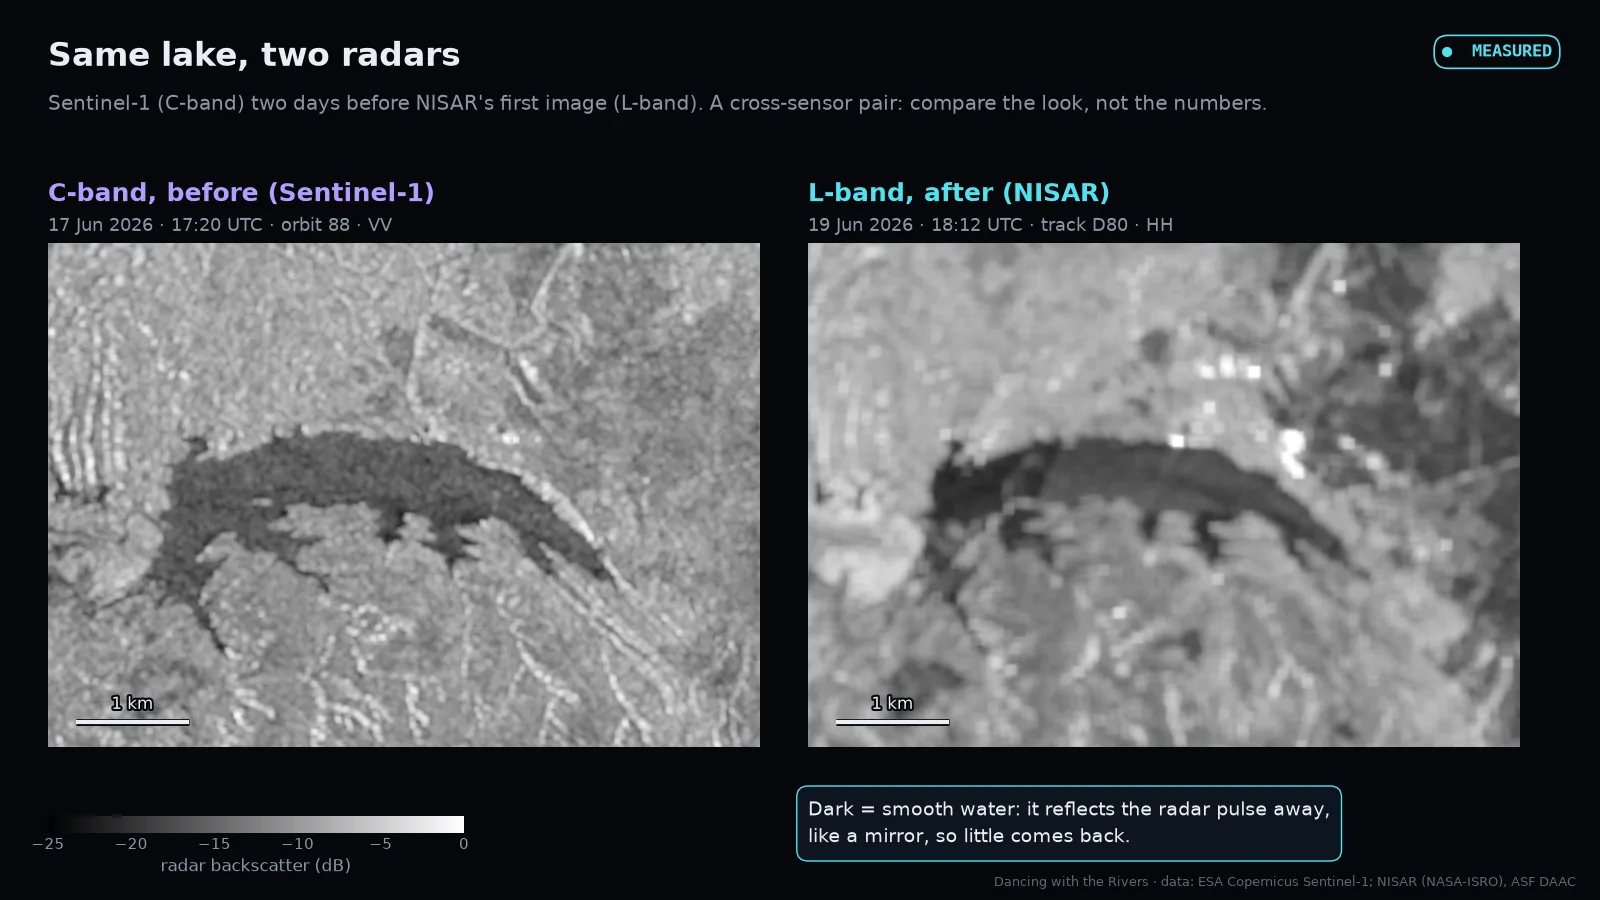 Same lake, two radars
MEASURED
Sentinel-1 (C-band) two days before NISAR's first image (L-band). A cross-sensor pair: compare the look, not the numbers.
C-band, before (Sentinel-1)
17 Jun 2026 · 17:20 UTC · orbit 88 · VV
L-band, after (NISAR)
19 Jun 2026 · 18:12 UTC · track D80 · HH
1 km
1 km
−25 −20 −15 −10 −5 0
radar backscatter (dB)
Dark = smooth water: it reflects the radar pulse away,
like a mirror, so little comes back.
Dancing with the Rivers · data: ESA Copernicus Sentinel-1; NISAR (NASA-ISRO), ASF DAAC